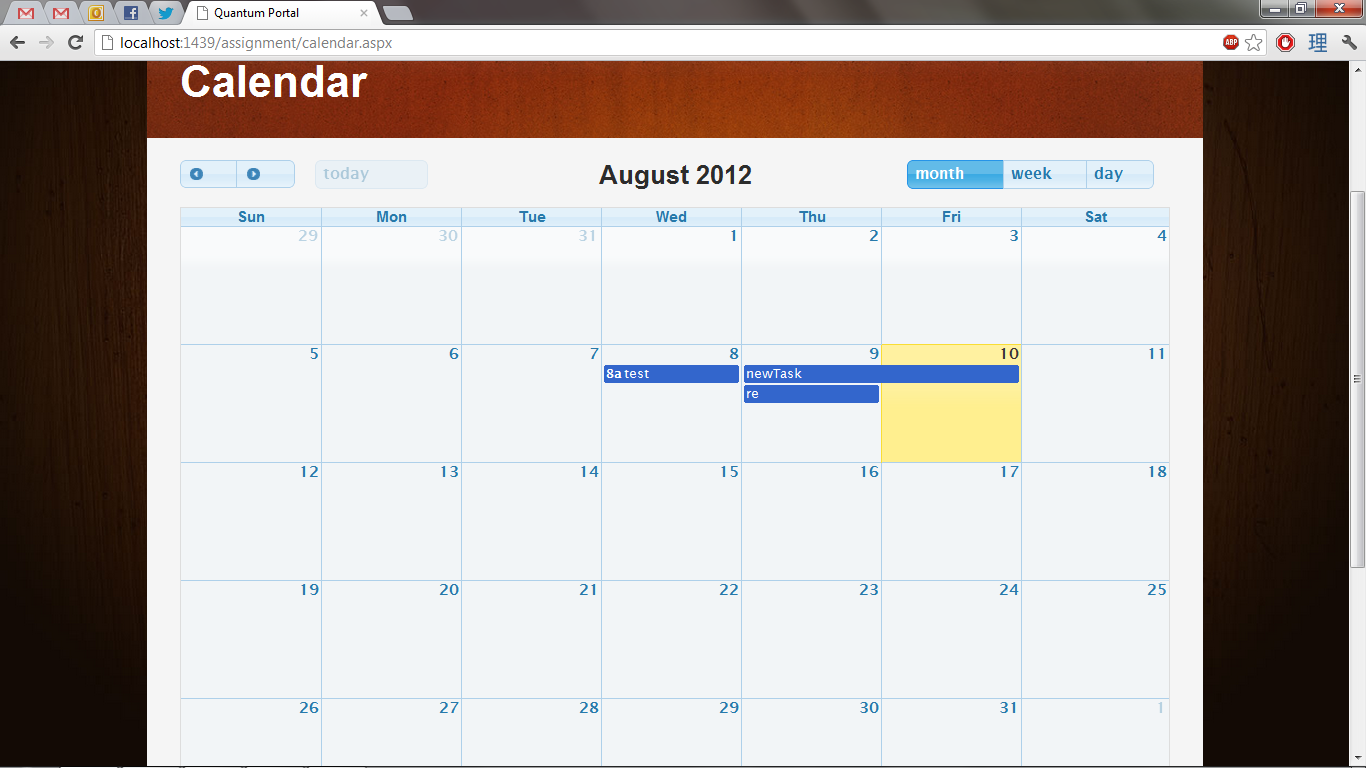 Quantum Portal
localhost:1439/assignment/calendar.aspx
ABP
理
Calendar
today
August 2012
month week day
Sun Mon Tue Wed Thu Fri Sat
29 30 31 1 2 3 4
5 6 7 8 9 10 11
8a test newTask
re
12 13 14 15 16 17 18
19 20 21 22 23 24 25
26 27 28 29 30 31 1